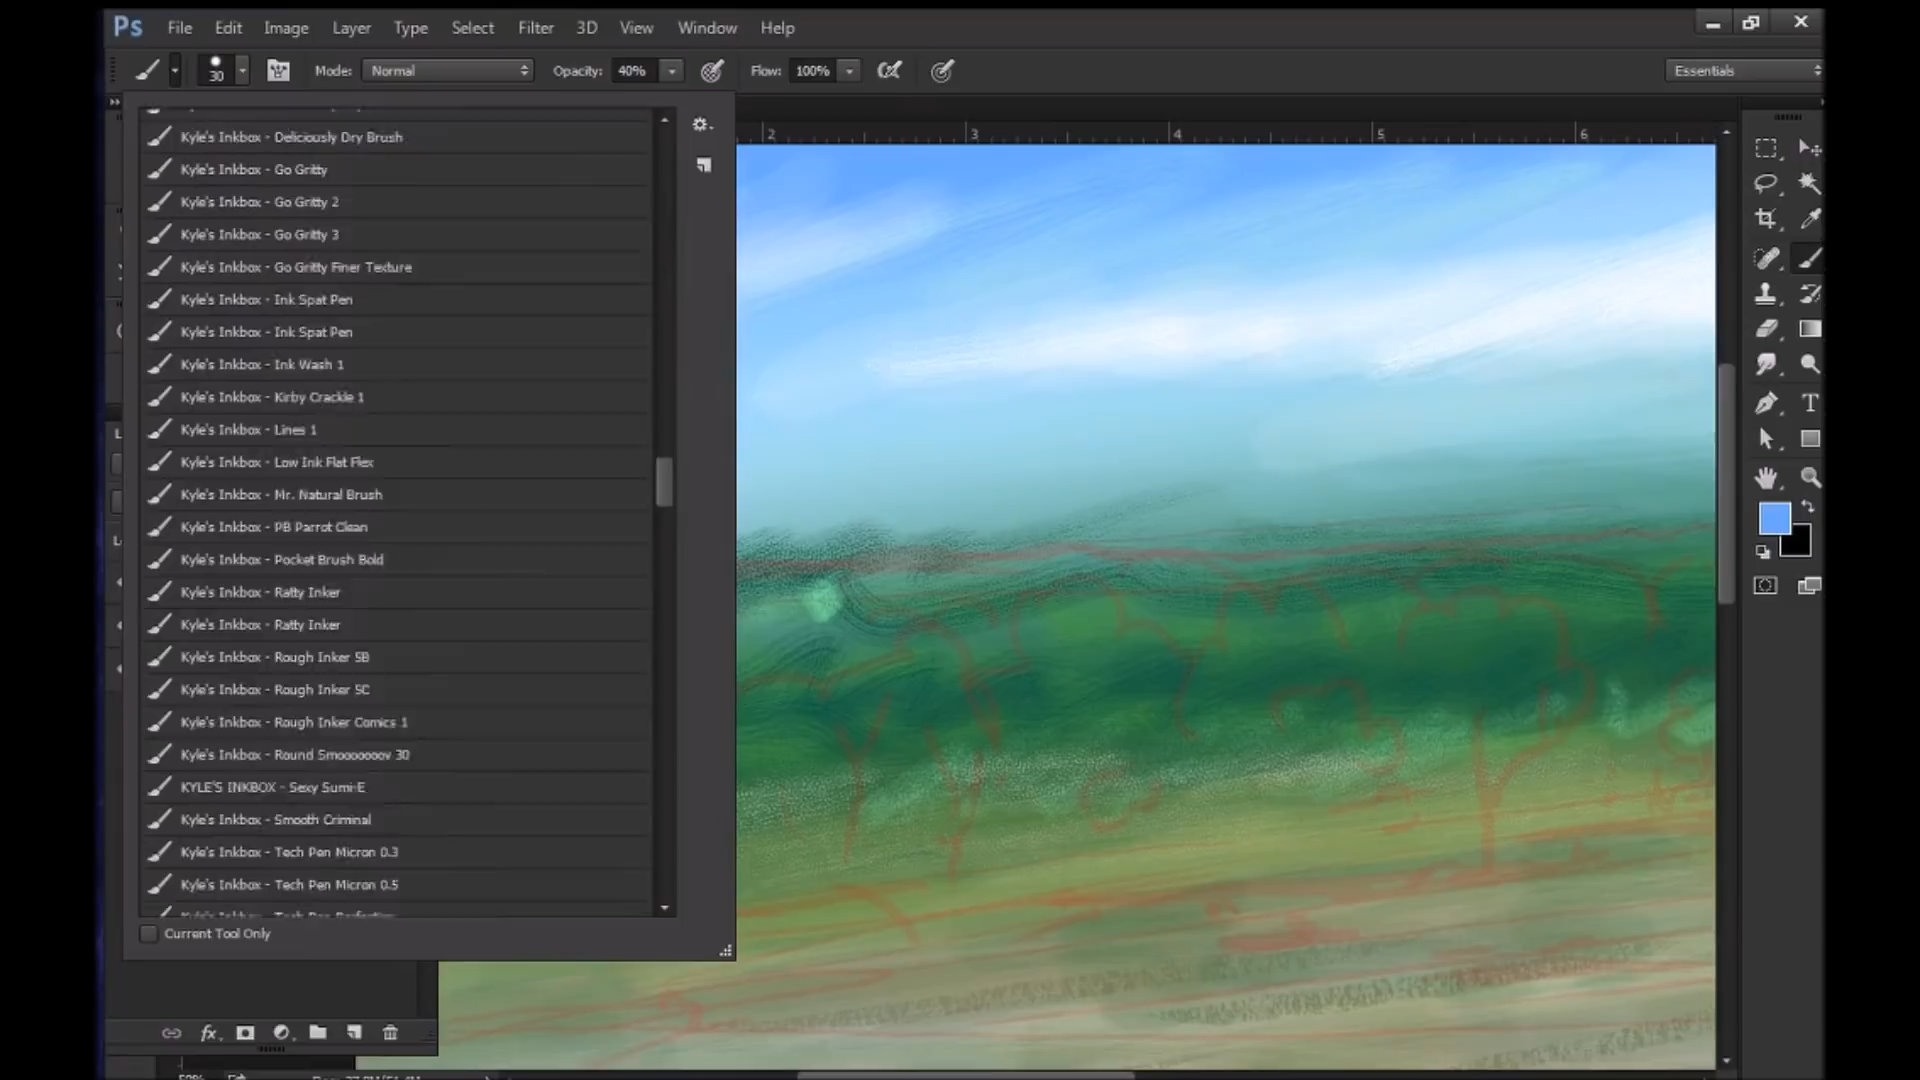 Ps File Edit Image Layer Type Select Filter 3D View Window Help
30 Mode: Normal Opacity: 40% Flow: 100% Essentials
2 3 4 5 6
Kyle's Inkbox - Deliciously Dry Brush
Kyle's Inkbox - Go Gritty
Kyle's Inkbox - Go Gritty 2
Kyle's Inkbox - Go Gritty 3
Kyle's Inkbox - Go Gritty Finer Texture
Kyle's Inkbox - Ink Spat Pen
Kyle's Inkbox - Ink Spat Pen
Kyle's Inkbox - Ink Wash 1
Kyle's Inkbox - Kirby Crackle 1
Kyle's Inkbox - Lines 1
Kyle's Inkbox - Low Ink Flat Flex
Kyle's Inkbox - Mr. Natural Brush
Kyle's Inkbox - PB Parrot Clean
Kyle's Inkbox - Pocket Brush Bold
Kyle's Inkbox - Ratty Inker
Kyle's Inkbox - Ratty Inker
Kyle's Inkbox - Rough Inker SB
Kyle's Inkbox - Rough Inker SC
Kyle's Inkbox - Rough Inker Comics 1
Kyle's Inkbox - Round Smooooooov 30
KYLE'S INKBOX - Sexy Sumi-E
Kyle's Inkbox - Smooth Criminal
Kyle's Inkbox - Tech Pen Micron 0.3
Kyle's Inkbox - Tech Pen Micron 0.5
Current Tool Only
fx